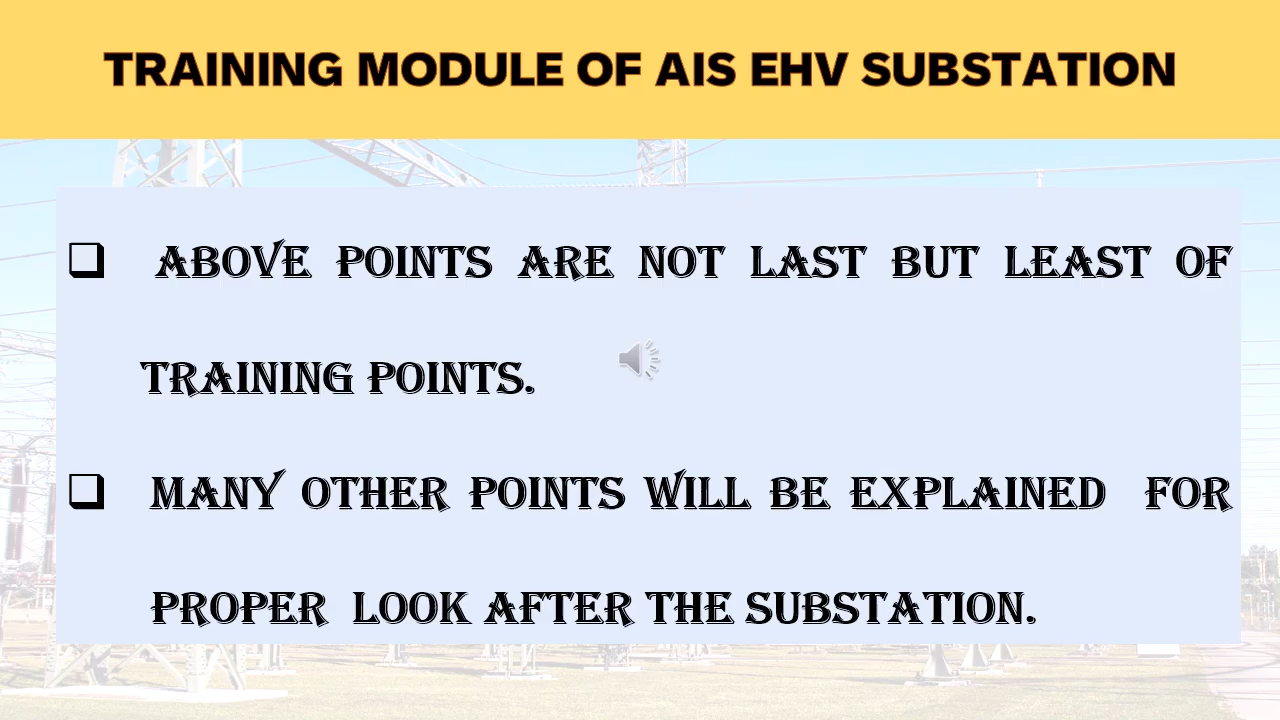 TRAINING MODULE OF AIS EHV SUBSTATION
❑ ABOVE POINTS ARE NOT LAST BUT LEAST OF
TRAINING POINTS.
❑ MANY OTHER POINTS WILL BE EXPLAINED FOR
PROPER LOOK AFTER THE SUBSTATION.